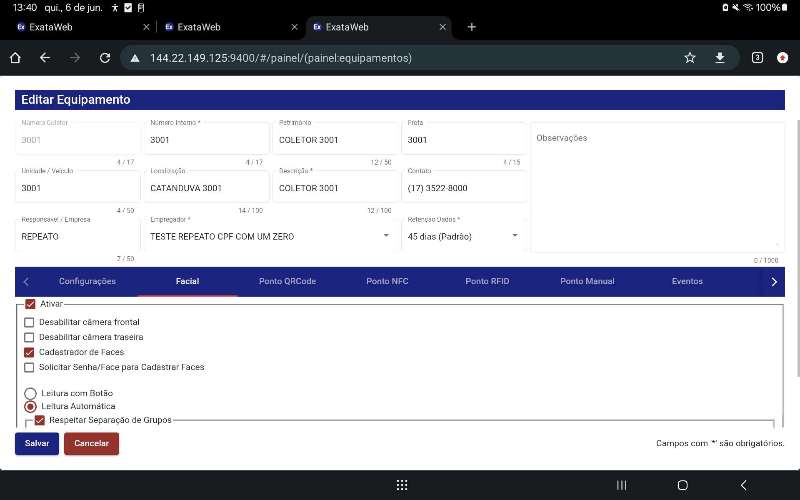 13:40 qui., 6 de jun. 100%
ExataWeb ExataWeb ExataWeb
144.22.149.125:9400/#/painel/(painel:equipamentos) 3
Editar Equipamento
Número Coletor Número Interno * Patrimônio Frota
3001 3001 COLETOR 3001 3001 Observações
4 / 17 4 / 17 12 / 50 4 / 15
Unidade / Veículo Localização Descrição * Contato
3001 CATANDUVA 3001 COLETOR 3001 (17) 3522-8000
4 / 50 14 / 100 12 / 100
Responsável / Empresa Empregador * Retenção Dados *
REPEATO TESTE REPEATO CPF COM UM ZERO 45 dias (Padrão)
7 / 50 0 / 1000
Configurações Facial Ponto QRCode Ponto NFC Ponto RFID Ponto Manual Eventos
Ativar
Desabilitar câmera frontal
Desabilitar câmera traseira
Cadastrador de Faces
Solicitar Senha/Face para Cadastrar Faces
Leitura com Botão
Leitura Automática
Respeitar Separação de Grupos
Salvar Cancelar Campos com '*' são obrigatórios.